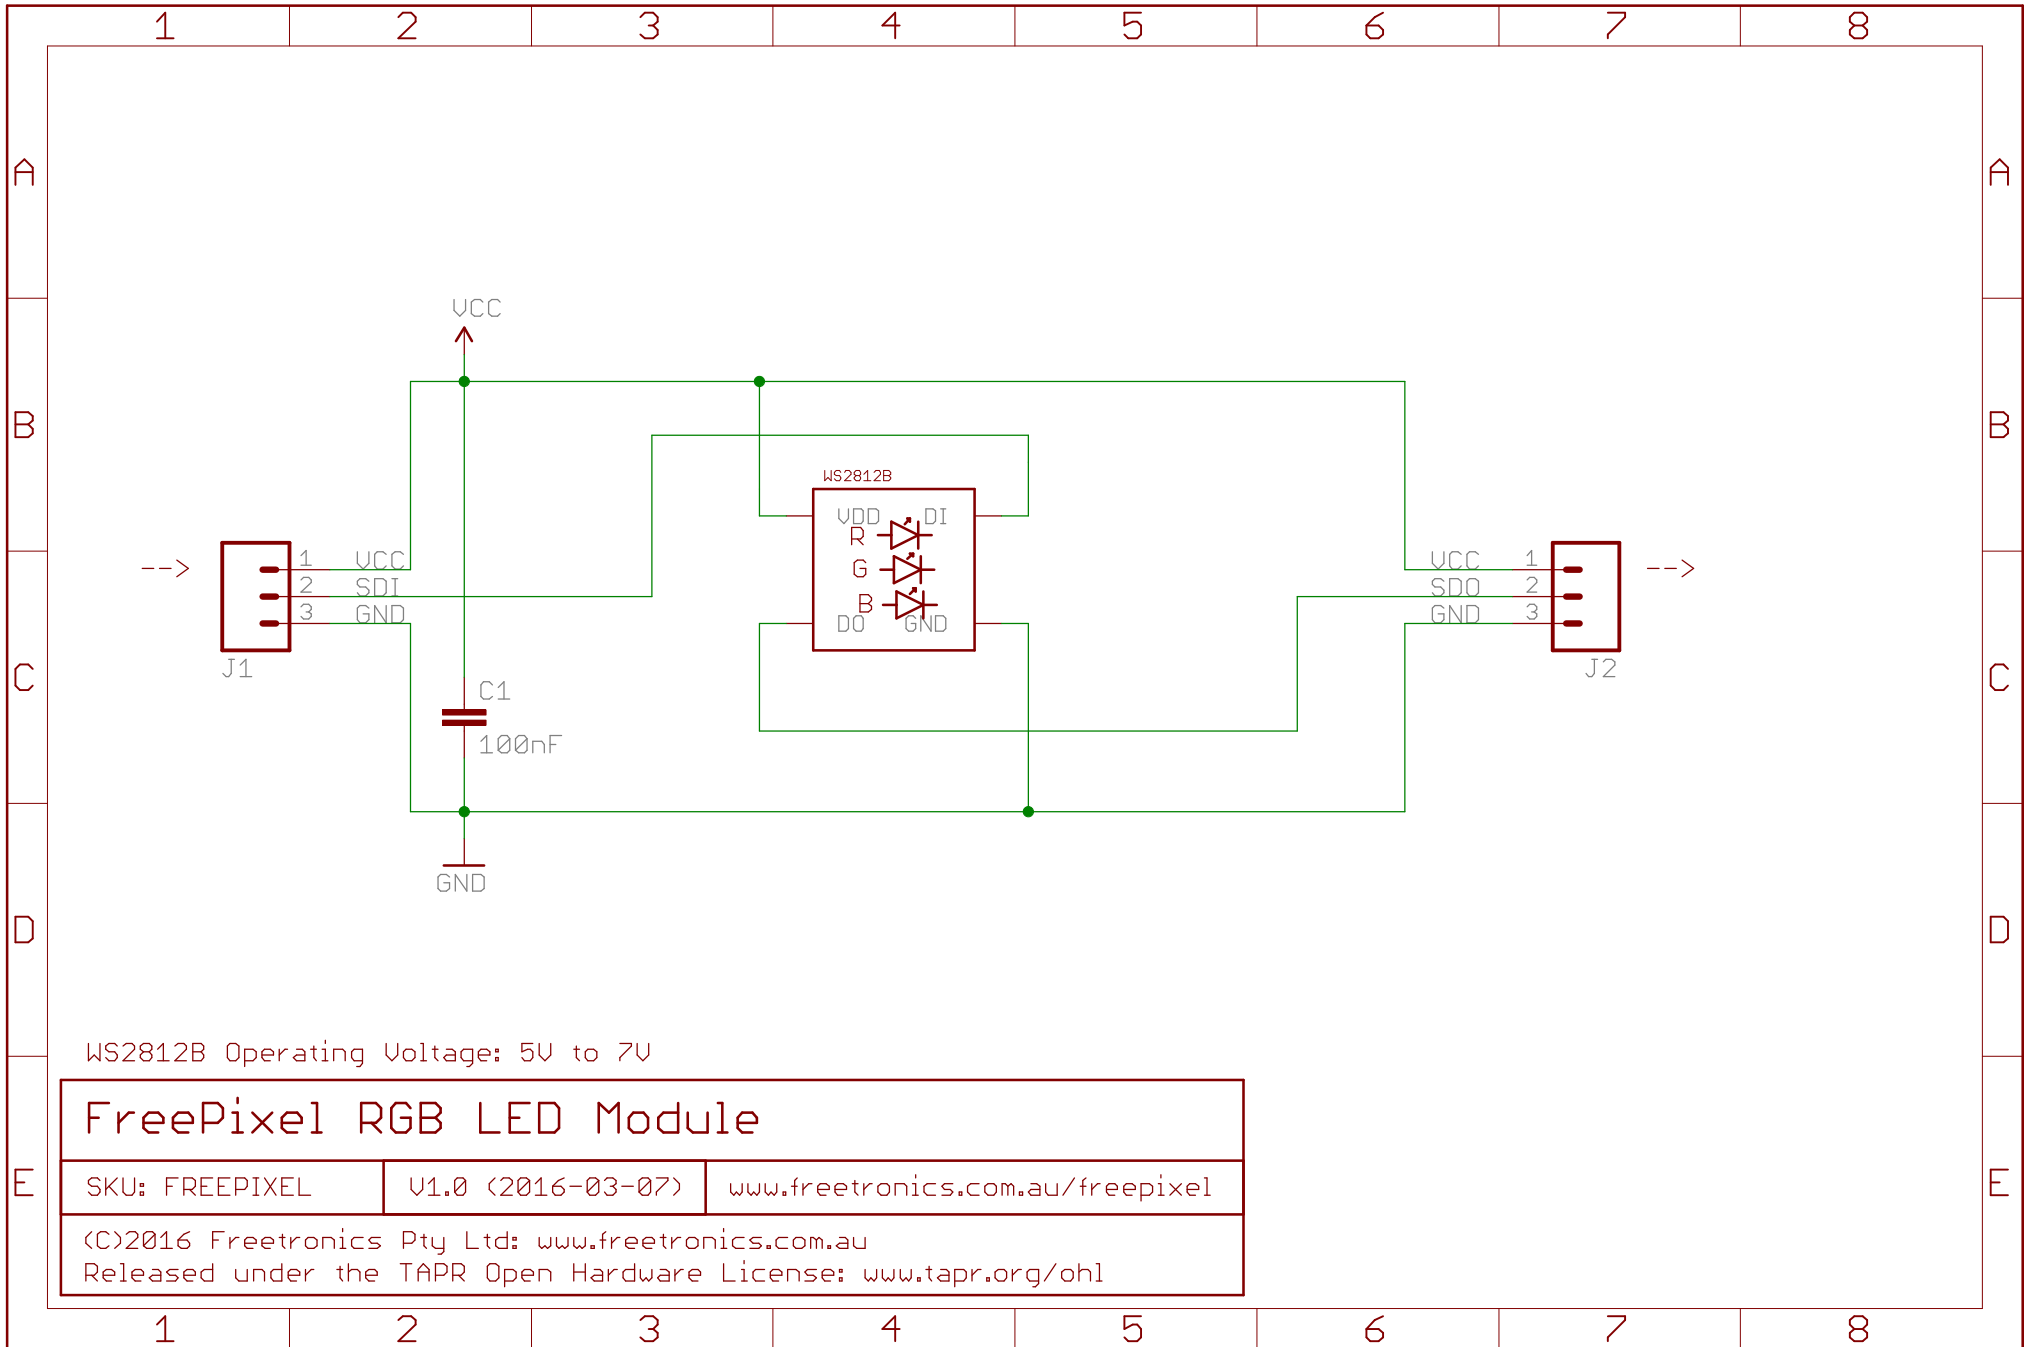 1 2 3 4 5 6 7 8
A A
VCC
B B
WS2812B
VDD DI
R
G
B
DO GND
1 VCC
2 SDI
3 GND
J1
-->
VCC 1
SDO 2
GND 3
J2
-->
C C
C1
100nF
GND
D D
WS2812B Operating Voltage: 5V to 7V
FreePixel RGB LED Module
SKU: FREEPIXEL V1.0 (2016-03-07) www.freetronics.com.au/freepixel
E E
(C)2016 Freetronics Pty Ltd: www.freetronics.com.au
Released under the TAPR Open Hardware License: www.tapr.org/ohl
1 2 3 4 5 6 7 8